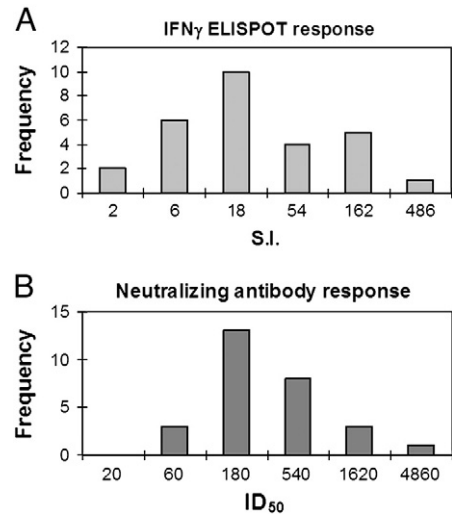 A
IFNγ ELISPOT response
Frequency
12
10
8
6
4
2
0
2 6 18 54 162 486
S.I.
B
Neutralizing antibody response
Frequency
15
10
5
0
20 60 180 540 1620 4860
ID50